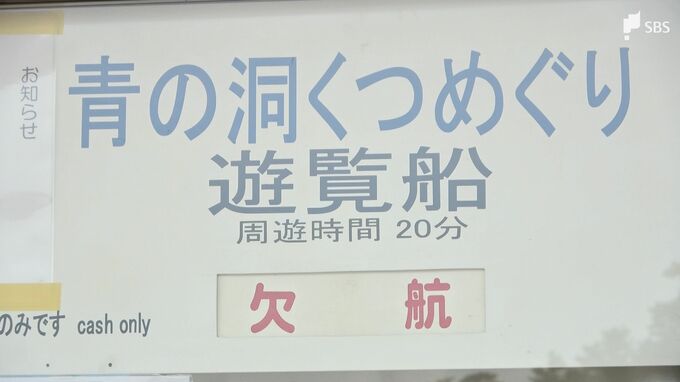 SBS
お知らせ
青の洞くつめぐり
遊覧船
周遊時間 20分
欠 航
のみです cash only